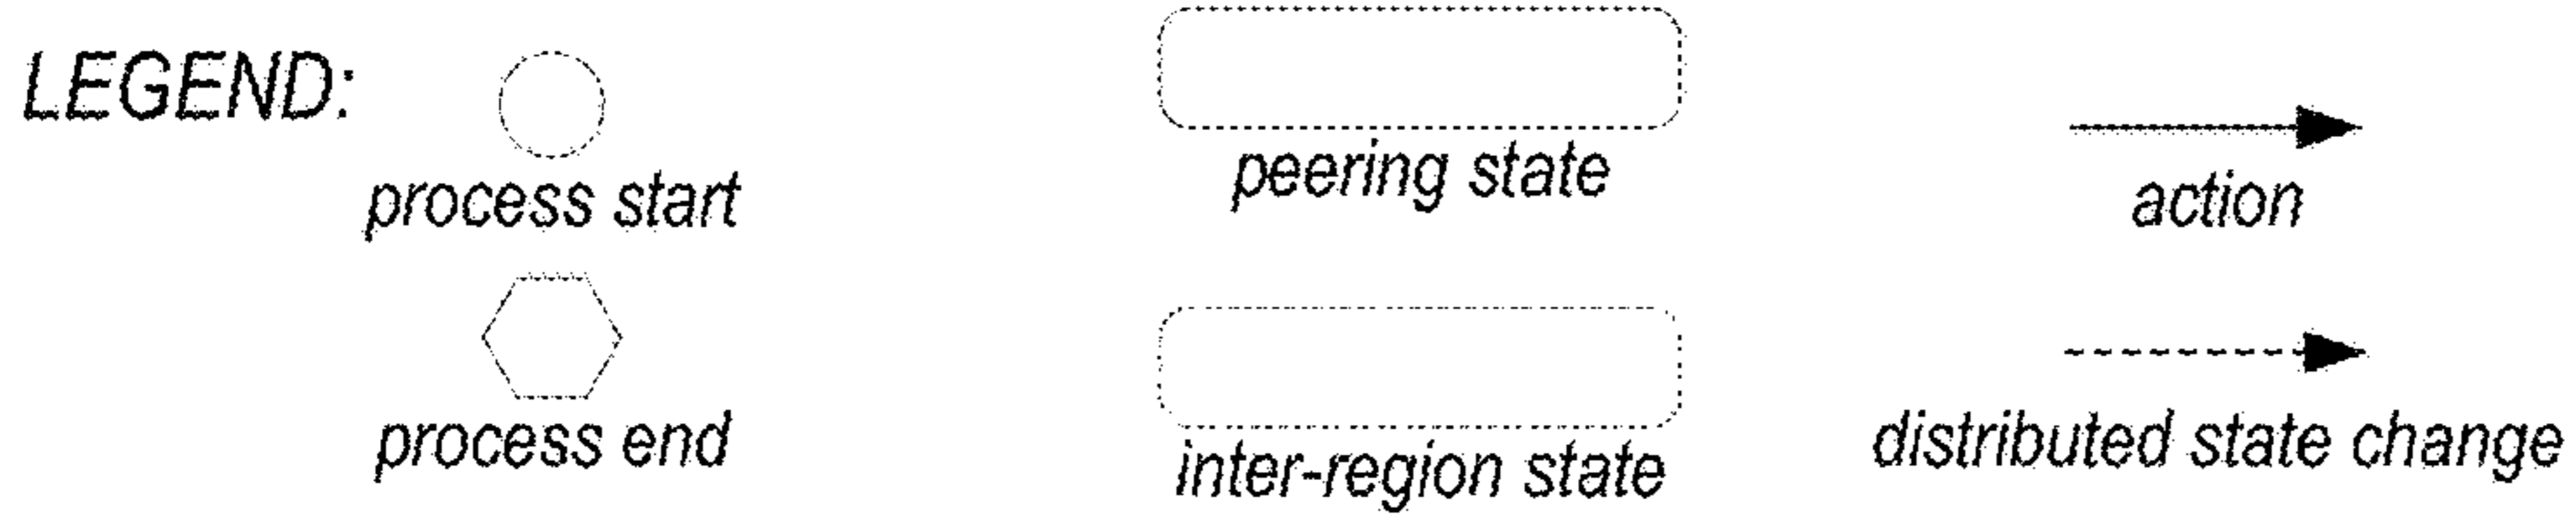 LEGEND:
process start
peering state
action
process end
inter-region state
distributed state change